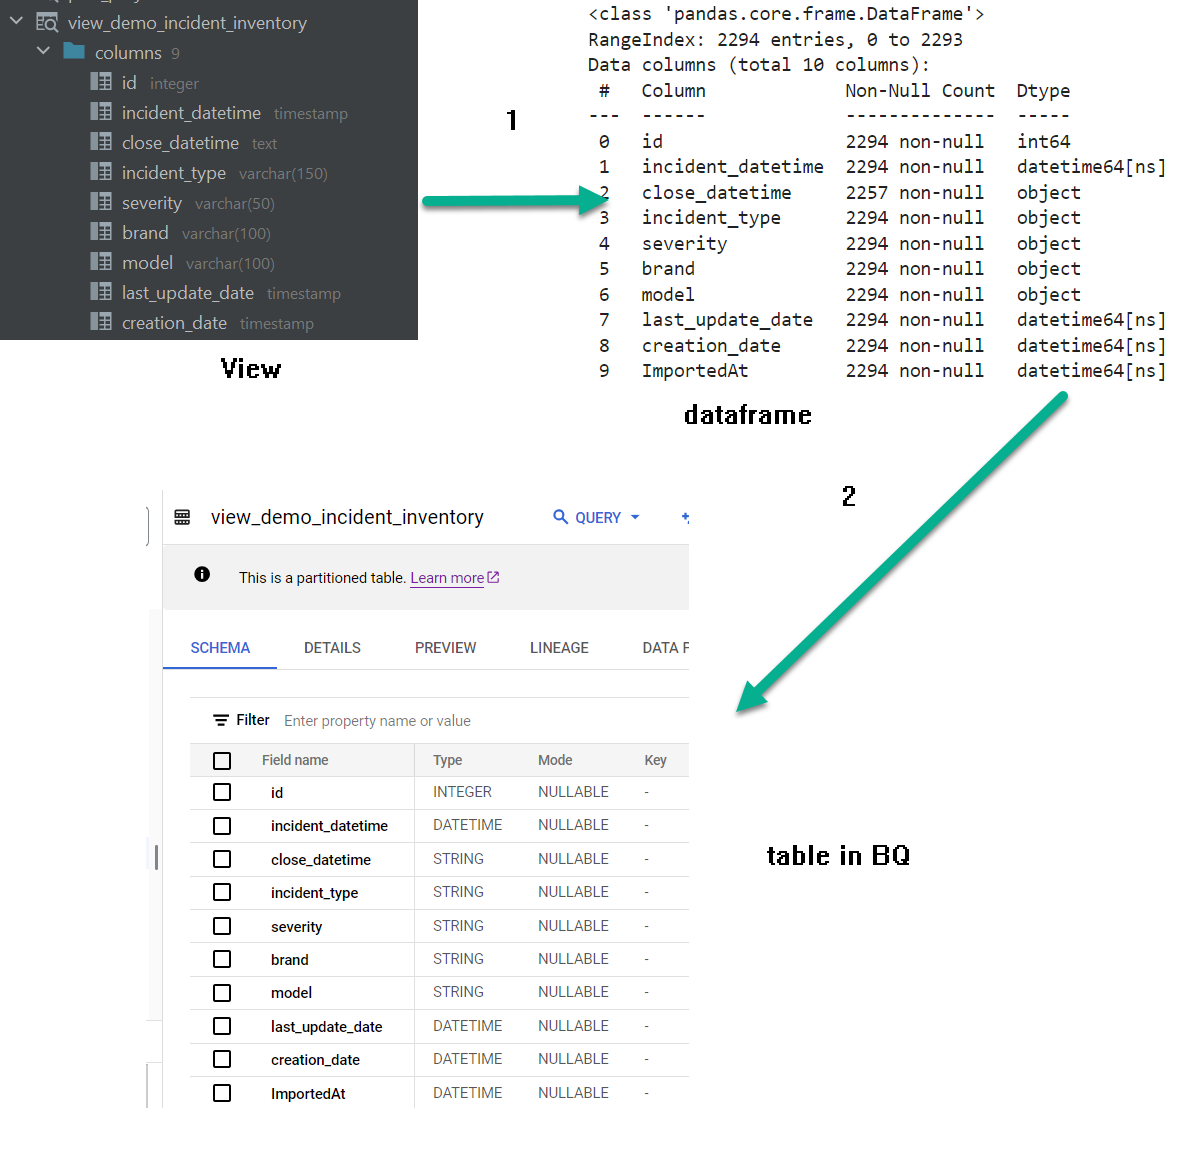 view_demo_incident_inventory
columns 9
id integer
incident_datetime timestamp
close_datetime text
incident_type varchar(150)
severity varchar(50)
brand varchar(100)
model varchar(100)
last_update_date timestamp
creation_date timestamp
View
1
<class 'pandas.core.frame.DataFrame'>
RangeIndex: 2294 entries, 0 to 2293
Data columns (total 10 columns):
# Column Non-Null Count Dtype
--- ------ -------------- -----
0 id 2294 non-null int64
1 incident_datetime 2294 non-null datetime64[ns]
2 close_datetime 2257 non-null object
3 incident_type 2294 non-null object
4 severity 2294 non-null object
5 brand 2294 non-null object
6 model 2294 non-null object
7 last_update_date 2294 non-null datetime64[ns]
8 creation_date 2294 non-null datetime64[ns]
9 ImportedAt 2294 non-null datetime64[ns]
dataframe
2
view_demo_incident_inventory QUERY
This is a partitioned table. Learn more
SCHEMA DETAILS PREVIEW LINEAGE DATA
Filter Enter property name or value
Field name Type Mode Key
id INTEGER NULLABLE -
incident_datetime DATETIME NULLABLE -
close_datetime STRING NULLABLE -
incident_type STRING NULLABLE -
severity STRING NULLABLE -
brand STRING NULLABLE -
model STRING NULLABLE -
last_update_date DATETIME NULLABLE -
creation_date DATETIME NULLABLE -
ImportedAt DATETIME NULLABLE -
table in BQ